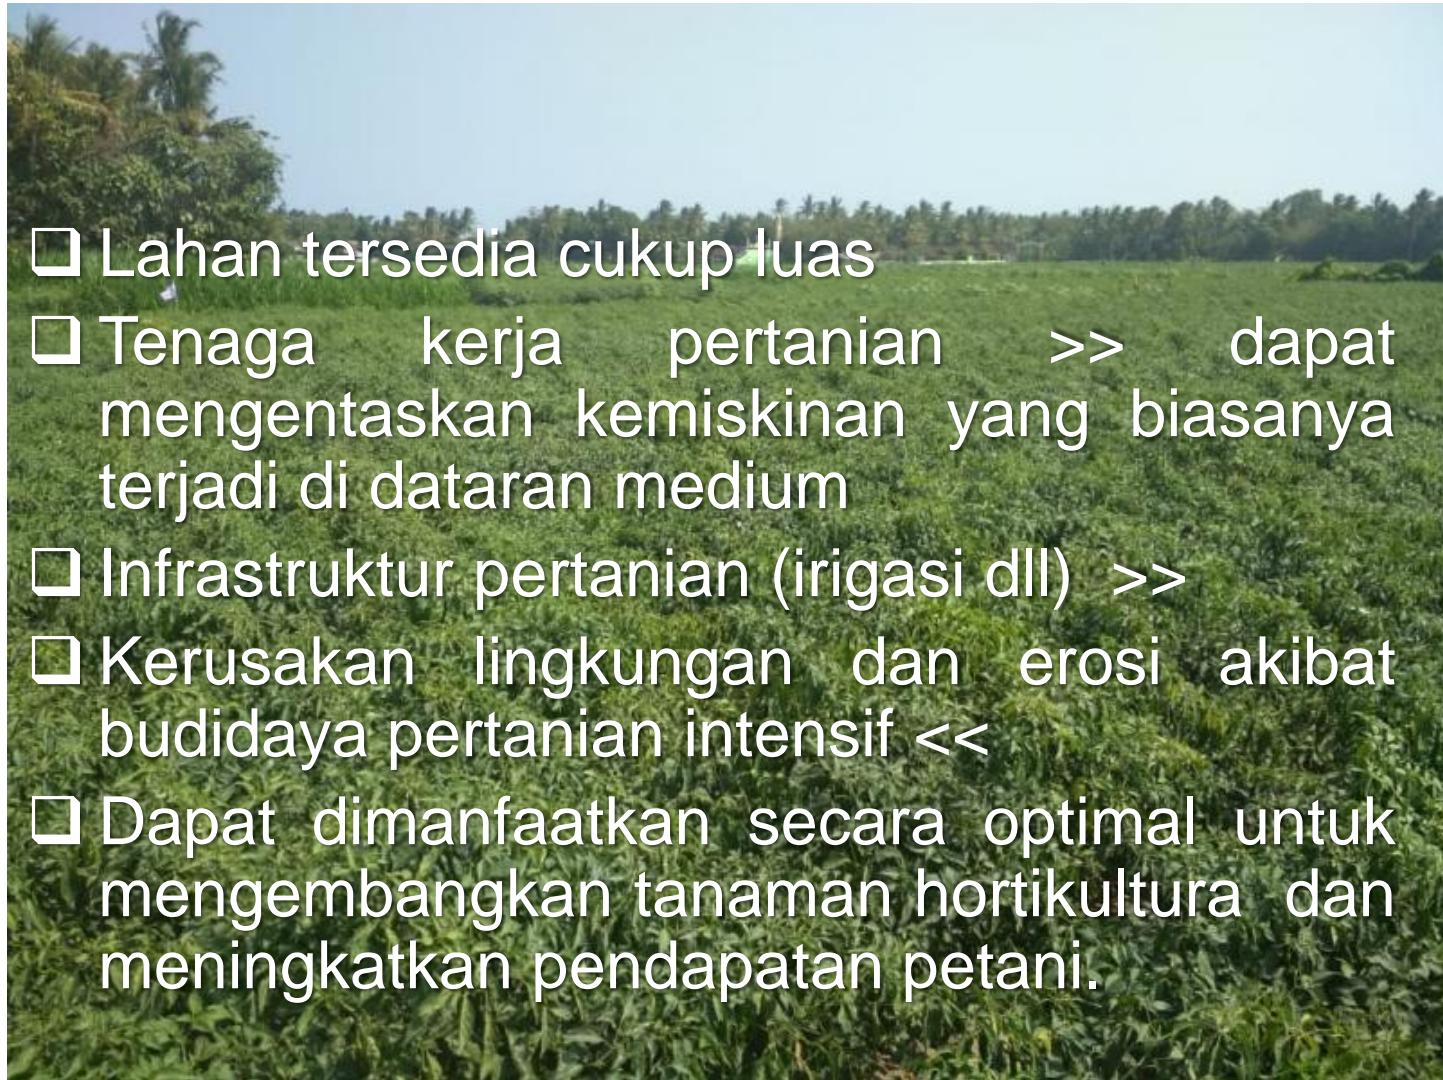 Lahan tersedia cukup luas
Tenaga kerja pertanian >> dapat
mengentaskan kemiskinan yang biasanya
terjadi di dataran medium
Infrastruktur pertanian (irigasi dll) >>
Kerusakan lingkungan dan erosi akibat
budidaya pertanian intensif <<
Dapat dimanfaatkan secara optimal untuk
mengembangkan tanaman hortikultura dan
meningkatkan pendapatan petani.